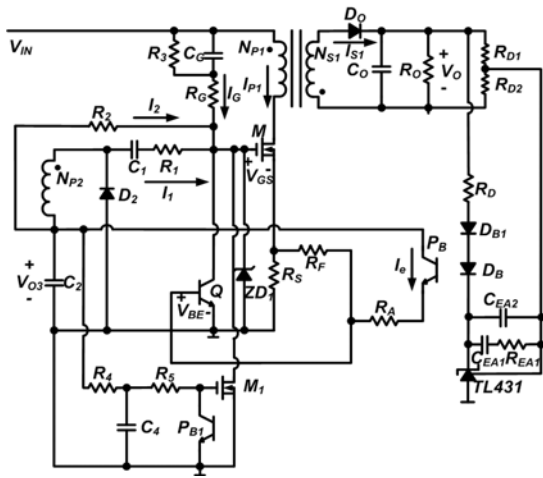 V_IN
R_3
C_G
N_P1
N_S1
D_O
I_S1
C_O
R_O
+
V_O
-
R_D1
R_D2
R_G
I_G
I_P1
R_2
I_2
M
+
V_GS
-
C_1
R_1
N_P2
D_2
I_1
R_D
D_B1
D_B
P_B
I_e
R_S
R_F
+
V_O3
-
C_2
Q
+
V_BE
-
ZD_1
R_A
C_EA2
C_EA1
R_EA1
TL431
R_4
R_5
M_1
C_4
P_B1